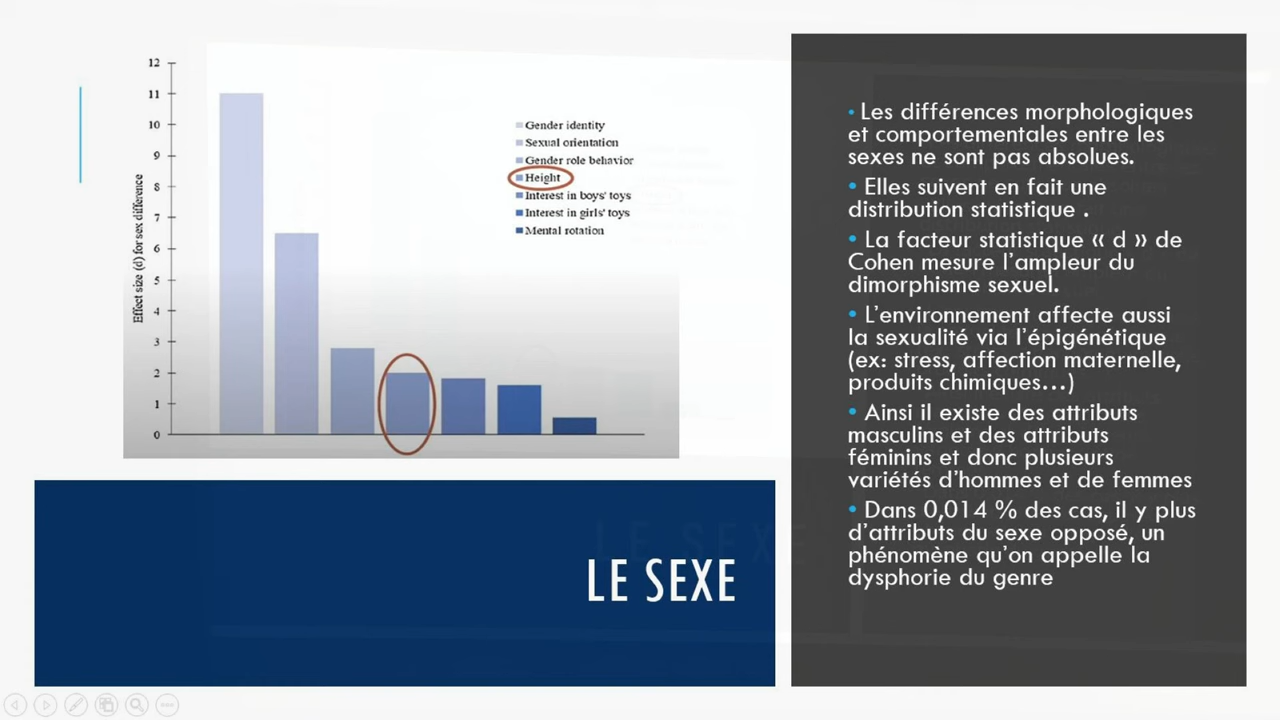 12
11
10
9
8
7
6
5
4
3
2
1
0
Effect size (d) for sex difference
Gender identity
Sexual orientation
Gender role behavior
Height
Interest in boys' toys
Interest in girls' toys
Mental rotation
LE SEXE
• Les différences morphologiques
et comportementales entre les
sexes ne sont pas absolues.
• Elles suivent en fait une
distribution statistique .
• La facteur statistique « d » de
Cohen mesure l'ampleur du
dimorphisme sexuel.
• L'environnement affecte aussi
la sexualité via l'épigénétique
(ex: stress, affection maternelle,
produits chimiques…)
• Ainsi il existe des attributs
masculins et des attributs
féminins et donc plusieurs
variétés d'hommes et de femmes
• Dans 0,014 % des cas, il y plus
d'attributs du sexe opposé, un
phénomène qu'on appelle la
dysphorie du genre